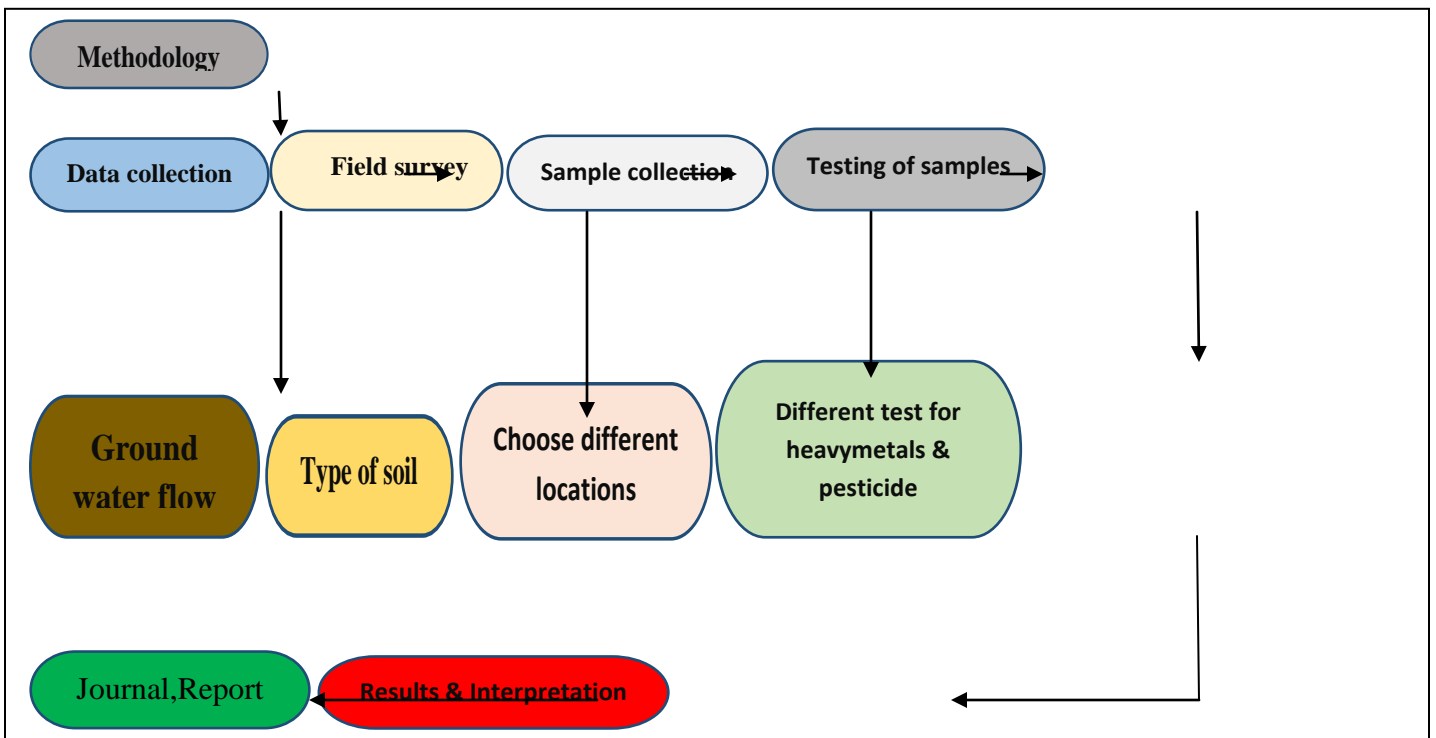 Methodology
Data collection
Field survey
Sample collection
Testing of samples
Ground
water flow
Type of soil
Choose different
locations
Different test for
heavymetals &
pesticide
Journal,Report
Results & Interpretation